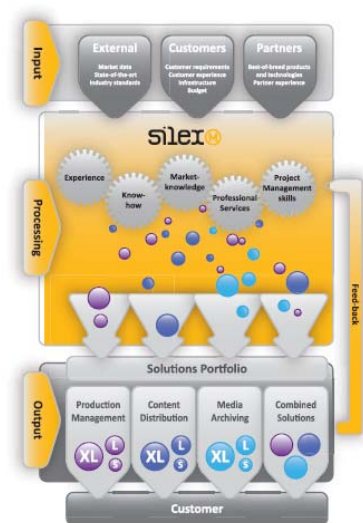 Input
External
Market data
State-of-the-art
Industry standards
Customers
Customer requirements
Customer experience
Infrastructure
Budget
Partners
Best-of-breed products
and technologies
Partner experience
Processing
silex
Experience
Know-
how
Market-
knowledge
Professional
Services
Project
Management
skills
Feed-back
Output
Solutions Portfolio
Production
Management
XL
L
S
Content
Distribution
XL
L
S
Media
Archiving
XL
L
S
Combined
Solutions
Customer